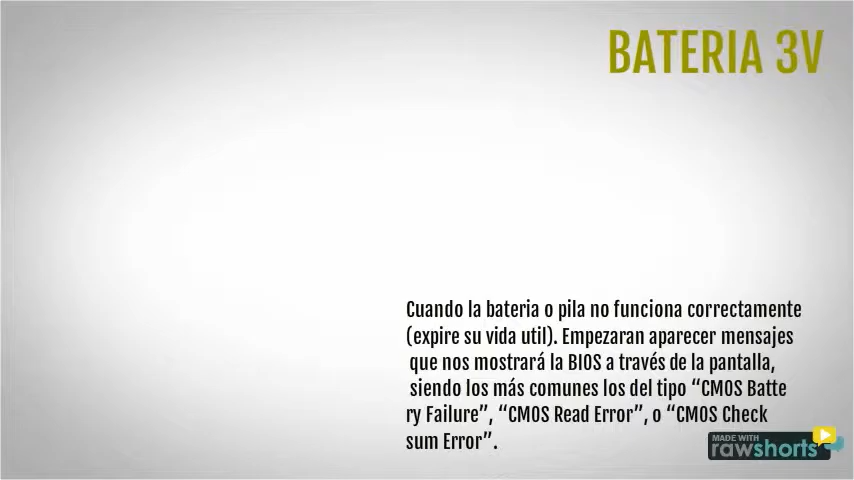 BATERIA 3V
Cuando la bateria o pila no funciona correctamente
(expire su vida util). Empezaran aparecer mensajes
que nos mostrará la BIOS a través de la pantalla,
siendo los más comunes los del tipo “CMOS Batte
ry Failure”, “CMOS Read Error”, o “CMOS Check
sum Error”.
MADE WITH
rawshorts